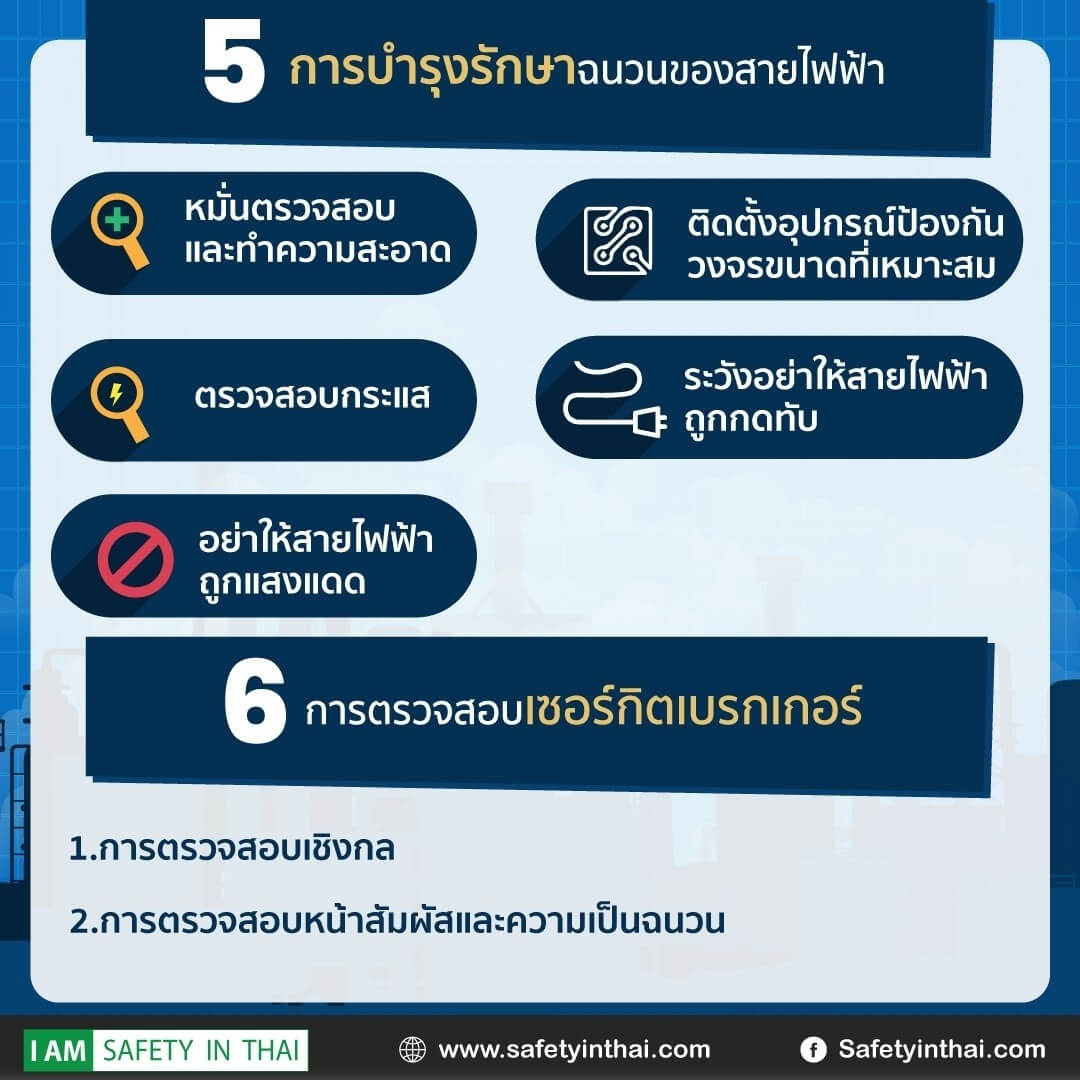 5 การบำรุงรักษาฉนวนของสายไฟฟ้า
หมั่นตรวจสอบ
และทำความสะอาด
ติดตั้งอุปกรณ์ป้องกัน
วงจรขนาดที่เหมาะสม
ตรวจสอบกระแส
ระวังอย่าให้สายไฟฟ้า
ถูกกดทับ
อย่าให้สายไฟฟ้า
ถูกแสงแดด
6 การตรวจสอบเซอร์กิตเบรกเกอร์
1.การตรวจสอบเชิงกล
2.การตรวจสอบหน้าสัมผัสและความเป็นฉนวน
I AM SAFETY IN THAI
www.safetyinthai.com
Safetyinthai.com